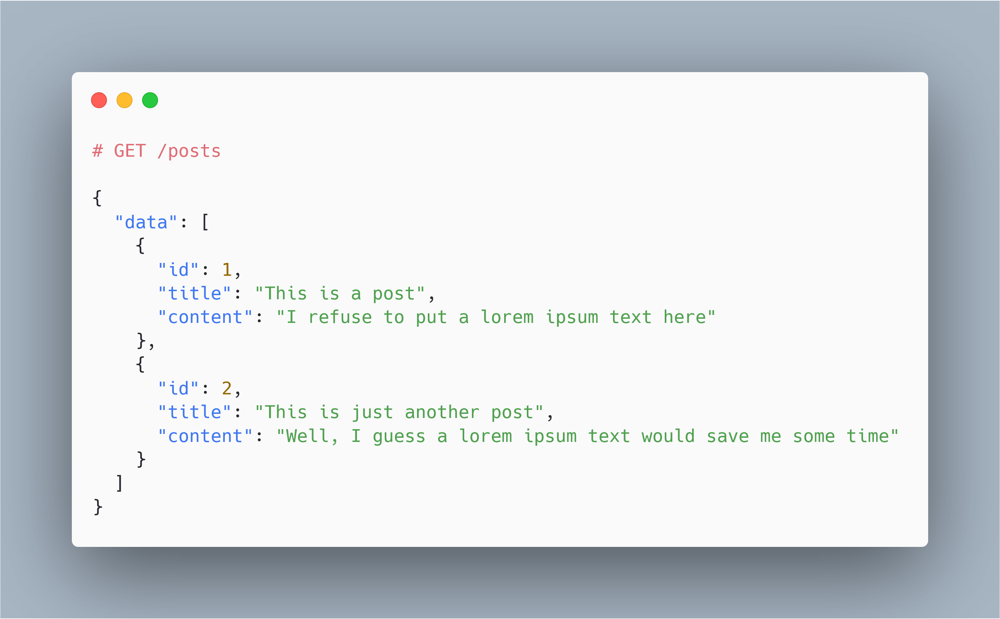 # GET /posts

{
  "data": [
    {
      "id": 1,
      "title": "This is a post",
      "content": "I refuse to put a lorem ipsum text here"
    },
    {
      "id": 2,
      "title": "This is just another post",
      "content": "Well, I guess a lorem ipsum text would save me some time"
    }
  ]
}